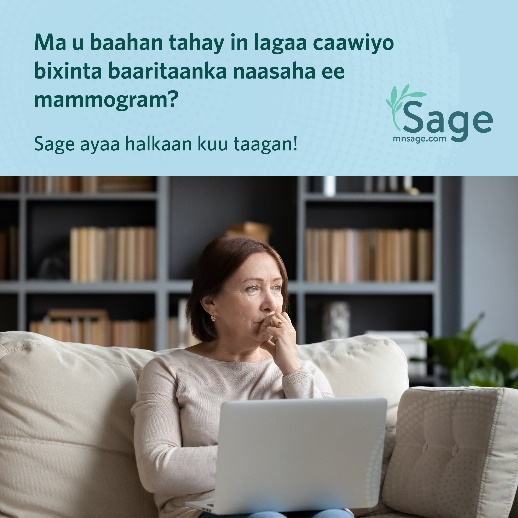 Ma u baahan tahay in lagaa caawiyo
bixinta baaritaanka naasaha ee
mammogram?
Sage ayaa halkaan kuu taagan!
Sage
mnsage.com